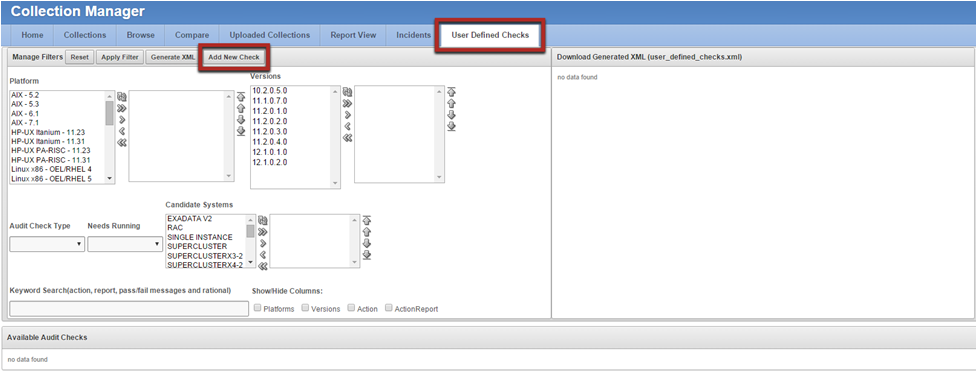 Collection Manager
Home Collections Browse Compare Uploaded Collections Report View Incidents User Defined Checks
Manage Filters Reset Apply Filter Generate XML Add New Check
Download Generated XML (user_defined_checks.xml)
no data found
Platform
AIX - 5.2
AIX - 5.3
AIX - 6.1
AIX - 7.1
HP-UX Itanium - 11.23
HP-UX Itanium - 11.31
HP-UX PA-RISC - 11.23
HP-UX PA-RISC - 11.31
Linux x86 - OEL/RHEL 4
Linux x86 - OEL/RHEL 5
Versions
10.2.0.5.0
11.1.0.7.0
11.2.0.1.0
11.2.0.2.0
11.2.0.3.0
11.2.0.4.0
12.1.0.1.0
12.1.0.2.0
Audit Check Type
Needs Running
Candidate Systems
EXADATA V2
RAC
SINGLE INSTANCE
SUPERCLUSTER
SUPERCLUSTERX3-2
SUPERCLUSTERX4-2
Keyword Search(action, report, pass/fail messages and rational)
Show/Hide Columns:
Platforms Versions Action ActionReport
Available Audit Checks
no data found